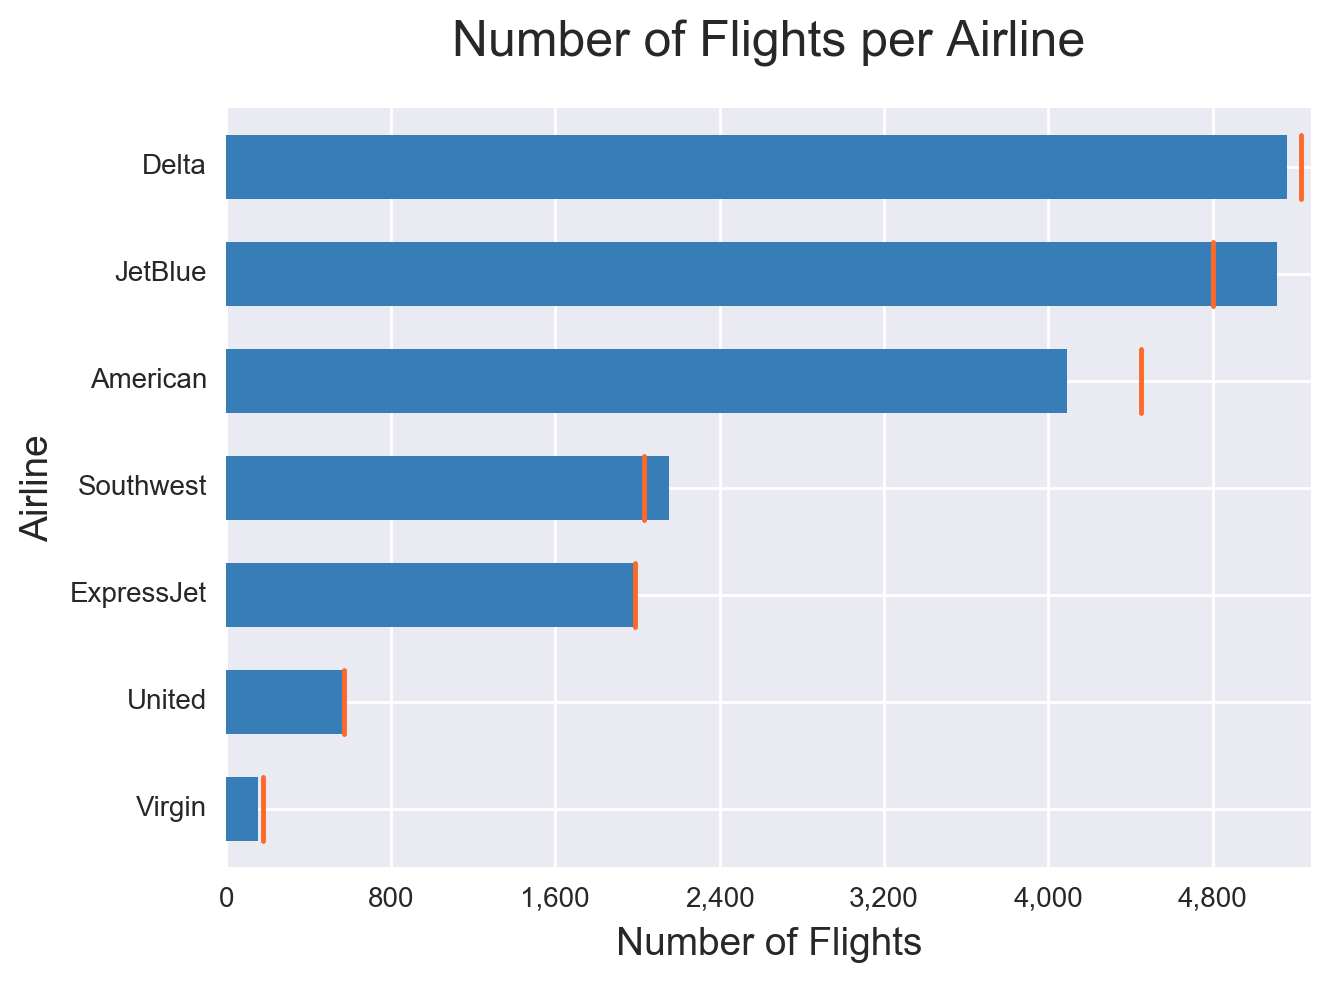 Number of Flights per Airline
Delta
JetBlue
American
Southwest
ExpressJet
United
Virgin
Airline
0 800 1,600 2,400 3,200 4,000 4,800
Number of Flights